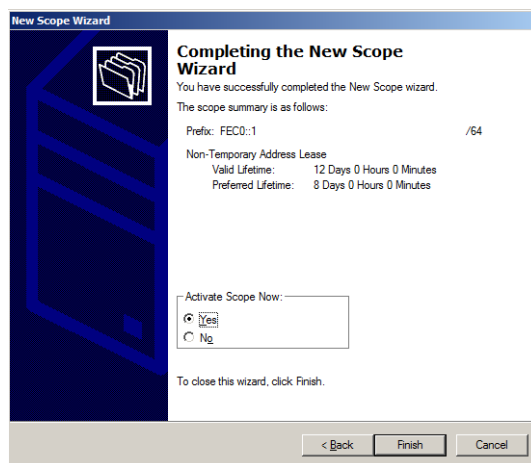 New Scope Wizard
Completing the New Scope
Wizard
You have successfully completed the New Scope wizard.
The scope summary is as follows:
Prefix: FEC0::1 /64
Non-Temporary Address Lease
Valid Lifetime: 12 Days 0 Hours 0 Minutes
Preferred Lifetime: 8 Days 0 Hours 0 Minutes
Activate Scope Now:
Yes
No
To close this wizard, click Finish.
< Back Finish Cancel